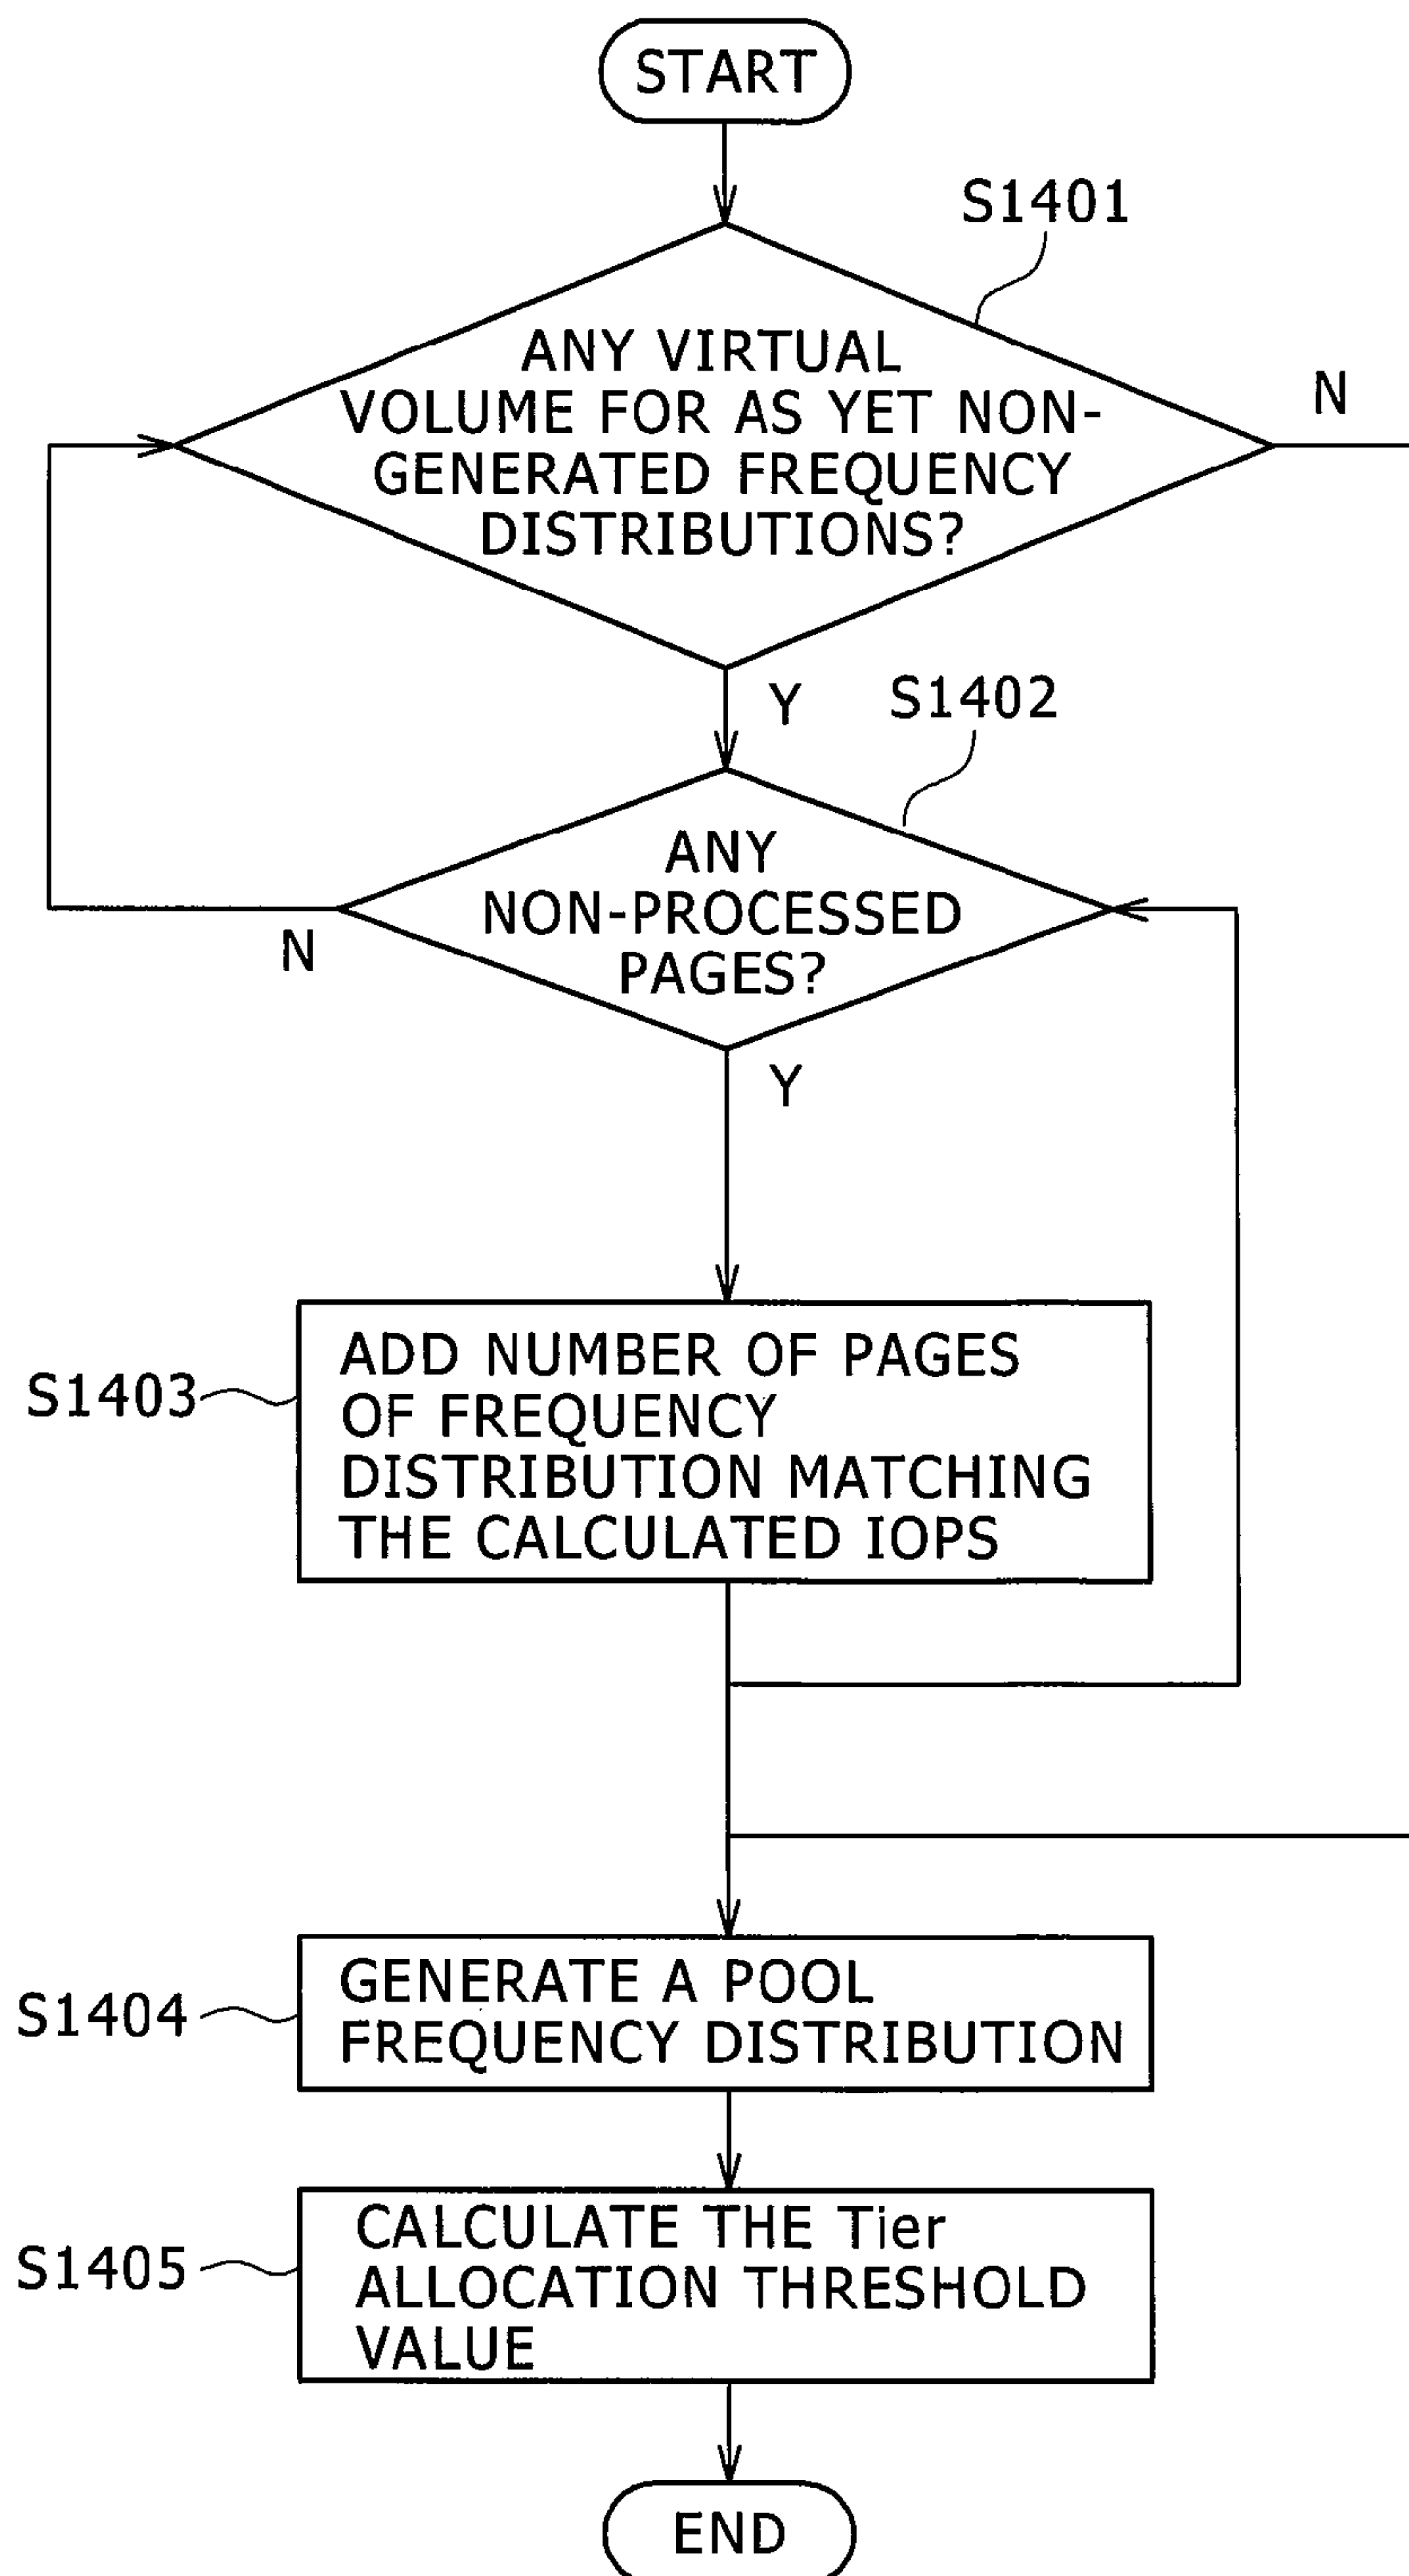 START
S1401
ANY VIRTUAL
VOLUME FOR AS YET NON-
GENERATED FREQUENCY
DISTRIBUTIONS?
N
Y
S1402
ANY
NON-PROCESSED
PAGES?
N
Y
S1403
ADD NUMBER OF PAGES
OF FREQUENCY
DISTRIBUTION MATCHING
THE CALCULATED IOPS
S1404
GENERATE A POOL
FREQUENCY DISTRIBUTION
S1405
CALCULATE THE Tier
ALLOCATION THRESHOLD
VALUE
END